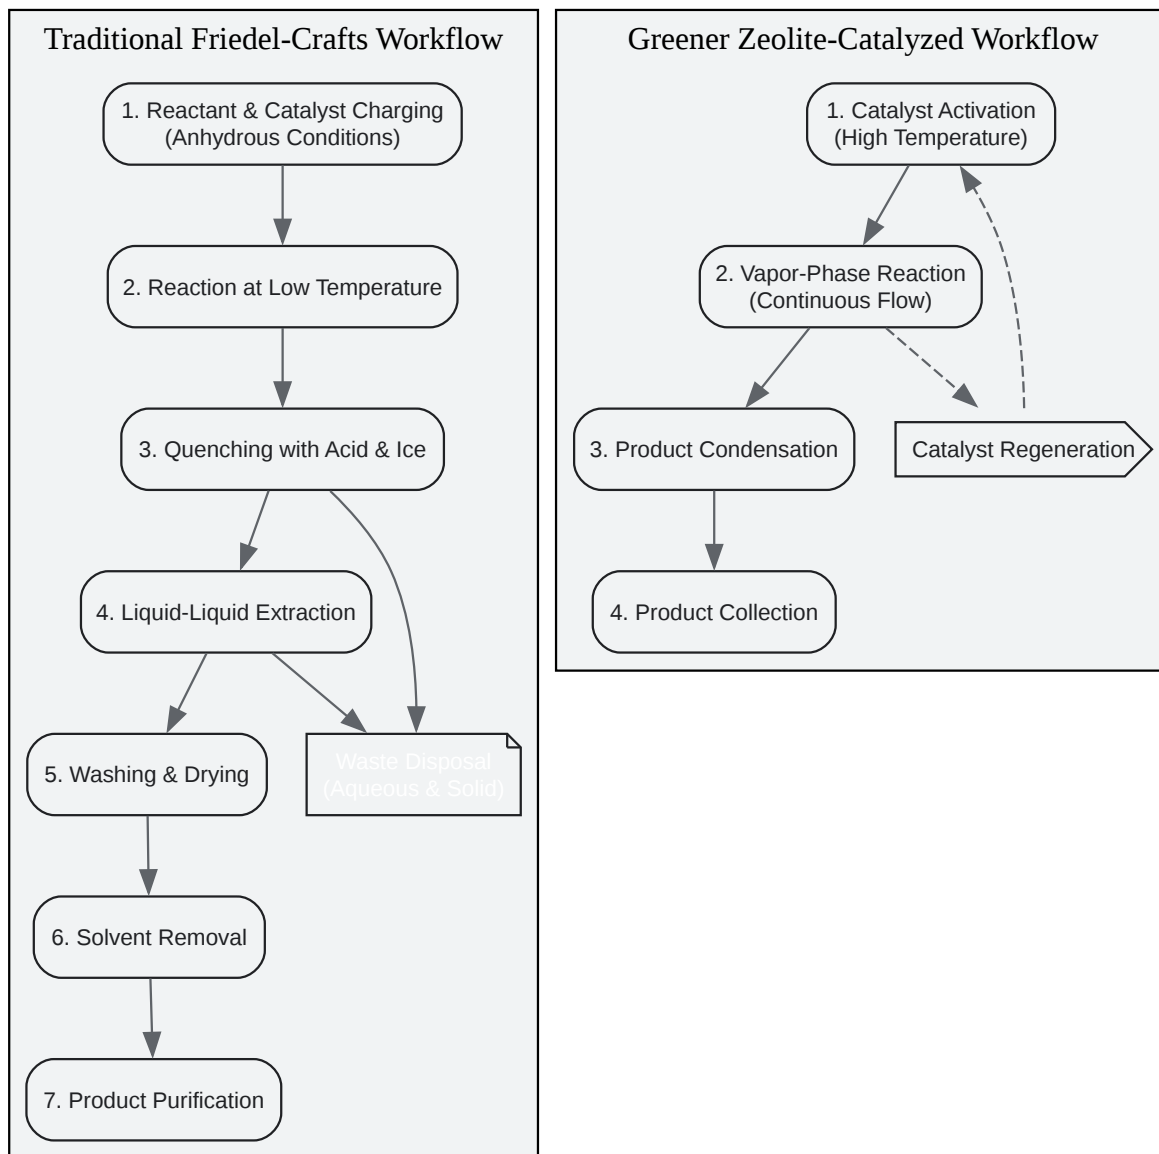 Traditional Friedel-Crafts Workflow
1. Reactant & Catalyst Charging
(Anhydrous Conditions)
2. Reaction at Low Temperature
3. Quenching with Acid & Ice
4. Liquid-Liquid Extraction
5. Washing & Drying
Waste Disposal
(Aqueous & Solid)
6. Solvent Removal
7. Product Purification
Greener Zeolite-Catalyzed Workflow
1. Catalyst Activation
(High Temperature)
2. Vapor-Phase Reaction
(Continuous Flow)
3. Product Condensation
Catalyst Regeneration
4. Product Collection